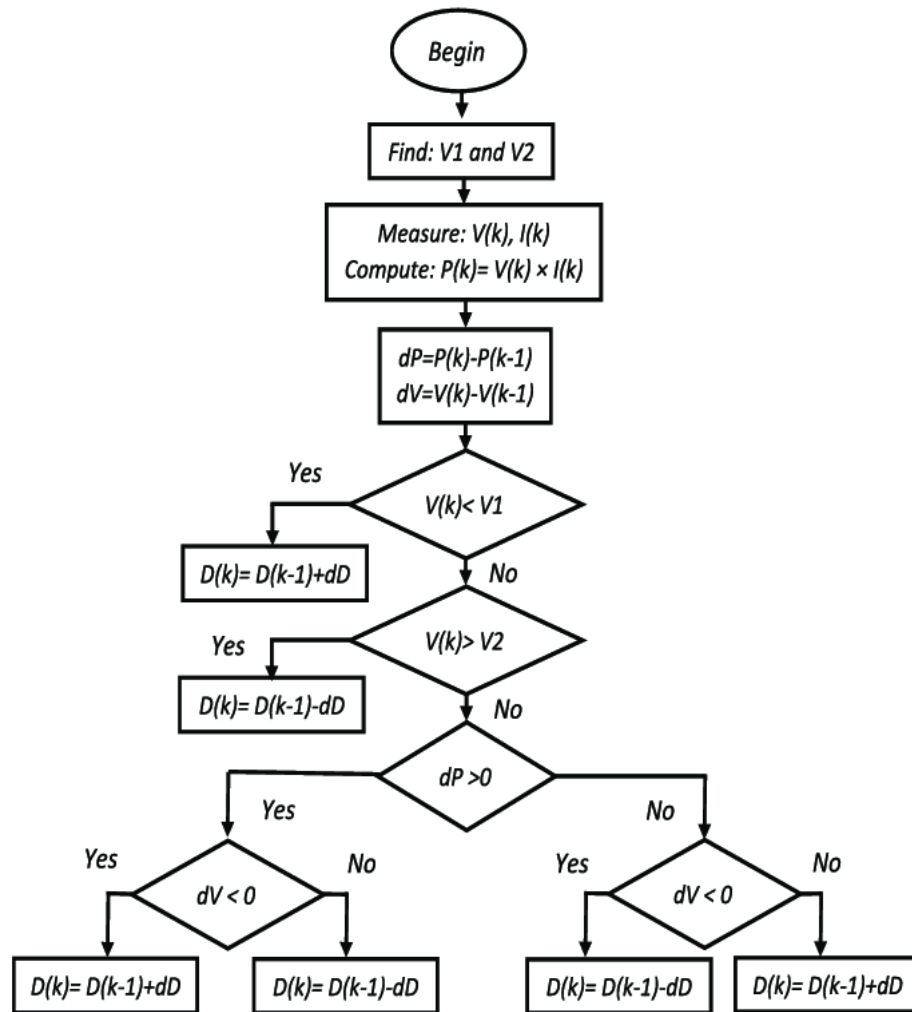 Begin
Find: V1 and V2
Measure: V(k), I(k)
Compute: P(k)= V(k) × I(k)
dP=P(k)-P(k-1)
dV=V(k)-V(k-1)
Yes
V(k)< V1
D(k)= D(k-1)+dD
No
Yes
V(k)> V2
D(k)= D(k-1)-dD
No
dP >0
Yes
No
Yes
dV < 0
No
Yes
dV < 0
No
D(k)= D(k-1)+dD
D(k)= D(k-1)-dD
D(k)= D(k-1)-dD
D(k)= D(k-1)+dD